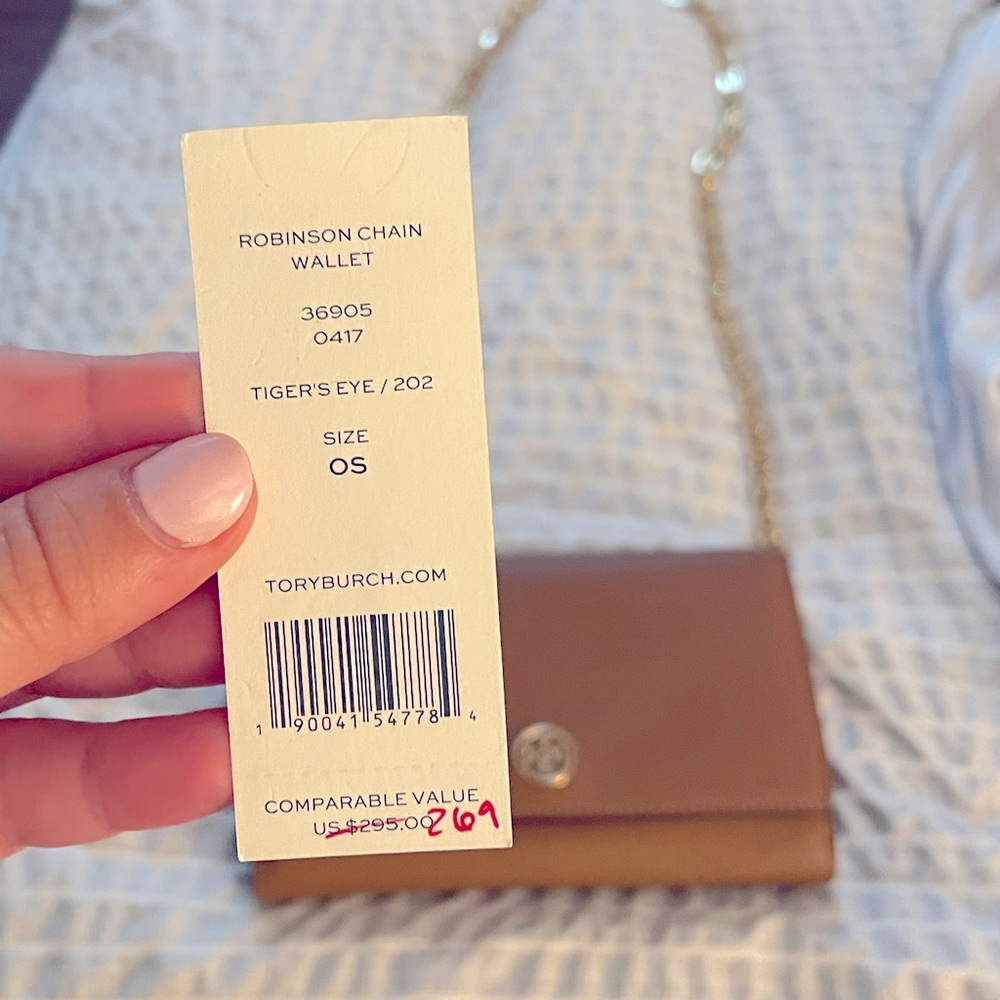 ROBINSON CHAIN
WALLET
36905
0417
TIGER'S EYE / 202
SIZE
OS
TORYBURCH.COM
1 90041 54778 4
COMPARABLE VALUE
US $295.00 269